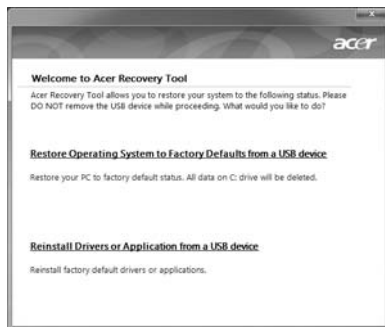 acer
Welcome to Acer Recovery Tool
Acer Recovery Tool allows you to restore your system to the following status. Please
DO NOT remove the USB device while proceeding. What would you like to do?
Restore Operating System to Factory Defaults from a USB device
Restore your PC to factory default status. All data on C: drive will be deleted.
Reinstall Drivers or Application from a USB device
Reinstall factory default drivers or applications.